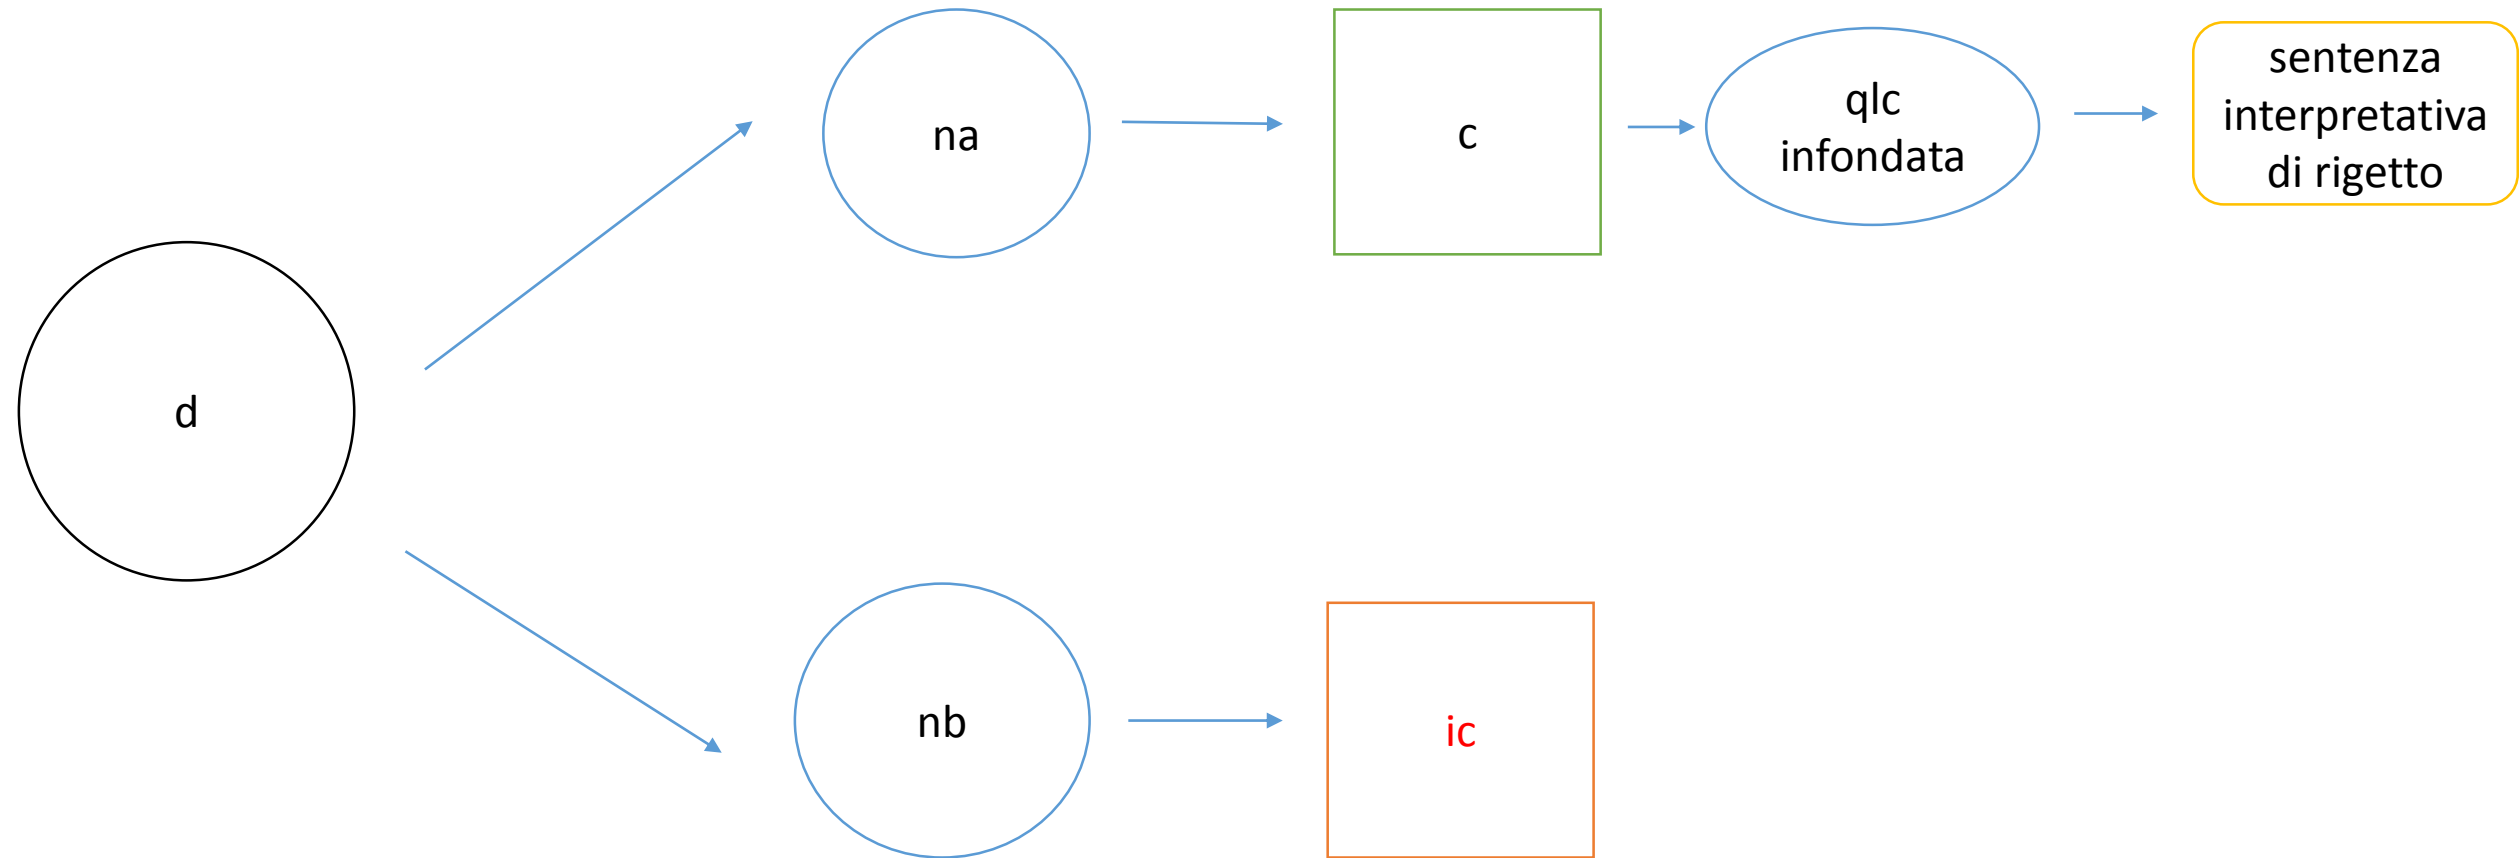 d
na
c
qlc
infondata
sentenza
interpretativa
di rigetto
nb
ic